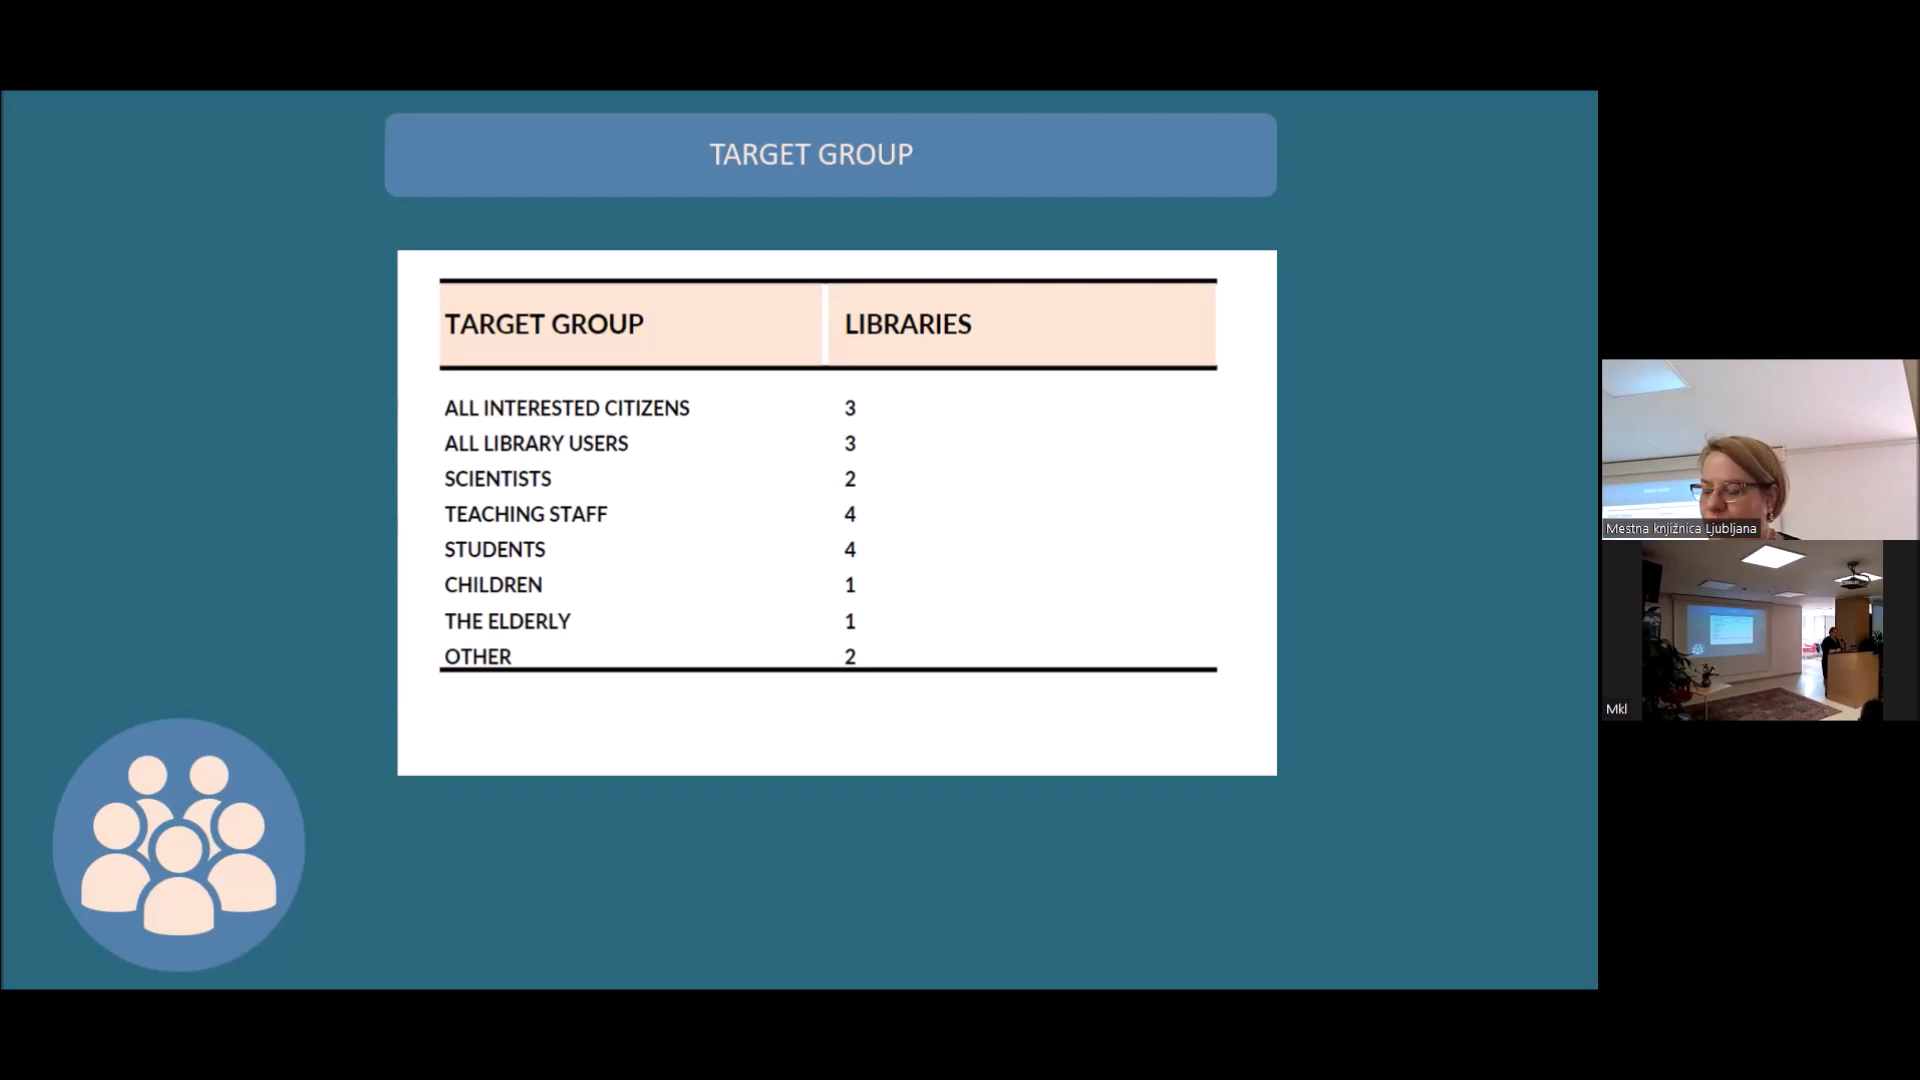 TARGET GROUP
TARGET GROUP LIBRARIES
ALL INTERESTED CITIZENS 3
ALL LIBRARY USERS 3
SCIENTISTS 2
TEACHING STAFF 4
STUDENTS 4
CHILDREN 1
THE ELDERLY 1
OTHER 2
Mestna knjižnica Ljubljana
Mkl